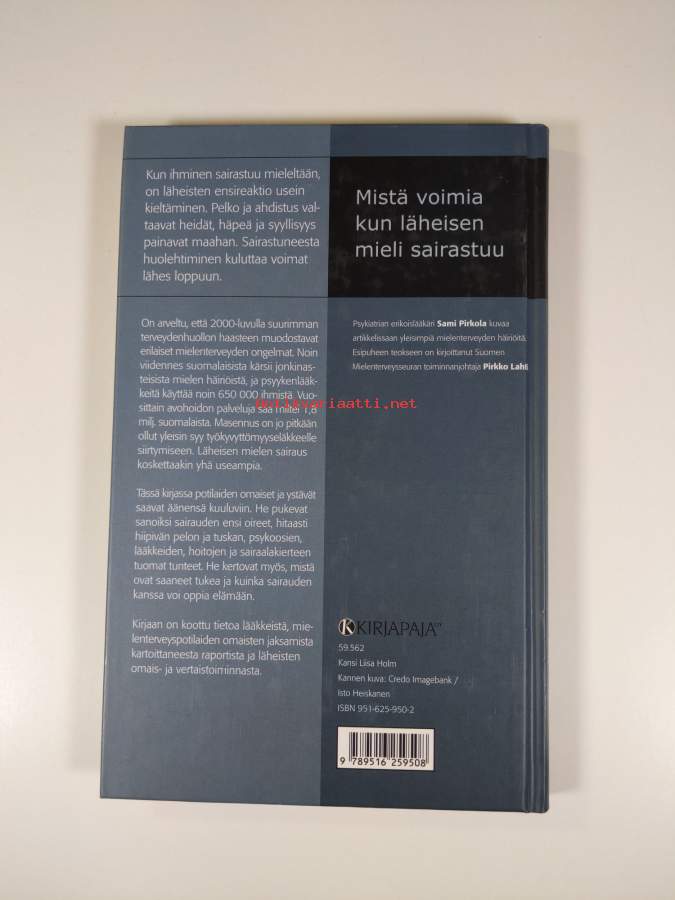 Kun ihminen sairastuu mieleltään,
on läheisten ensireaktio usein
kieltäminen. Pelko ja ahdistus val-
taavat heidät, häpeä ja syyllisyys
painavat maahan. Sairastuneesta
huolehtiminen kuluttaa voimat
lähes loppuun.
Mistä voimia
kun läheisen
mieli sairastuu
On arveltu, että 2000-luvulla suurimman
terveydenhuollon haasteen muodostavat
erilaiset mielenterveyden ongelmat. Noin
viidennes suomalaisista kärsii jonkinas-
teisista mielen häiriöistä, ja psyykenlääk-
keitä käyttää noin 650 000 ihmistä. Vuo-
sittain avohoidon palveluja saa miltei 1,8
milj. suomalaista. Masennus on jo pitkään
ollut yleisin syy työkyvyttömyyseläkkeelle
siirtymiseen. Läheisen mielen sairaus
koskettaakin yhä useampia.
Tässä kirjassa potilaiden omaiset ja ystävät
saavat äänensä kuuluviin. He pukevat
sanoiksi sairauden ensi oireet, hitaasti
hiipivän pelon ja tuskan, psykoosien,
lääkkeiden, hoitojen ja sairaalakierteen
tuomat tunteet. He kertovat myös, mistä
ovat saaneet tukea ja kuinka sairauden
kanssa voi oppia elämään.
Kirjaan on koottu tietoa lääkkeistä, mie-
lenterveyspotilaiden omaisten jaksamista
kartoittaneesta raportista ja läheisten
omais- ja vertaistoiminnasta.
Psykiatrian erikoislääkäri Sami Pirkola kuvaa
artikkelissaan yleisimpiä mielenterveyden häiriöitä.
Esipuheen teokseen on kirjoittanut Suomen
Mielenterveysseuran toiminnanjohtaja Pirkko Lahti
Antikvariaatti.net
KIRJAPAJA
59.562
Kansi Liisa Holm
Kannen kuva: Credo Imagebank /
Isto Heiskanen
ISBN 951-625-950-2
9 789516 259508